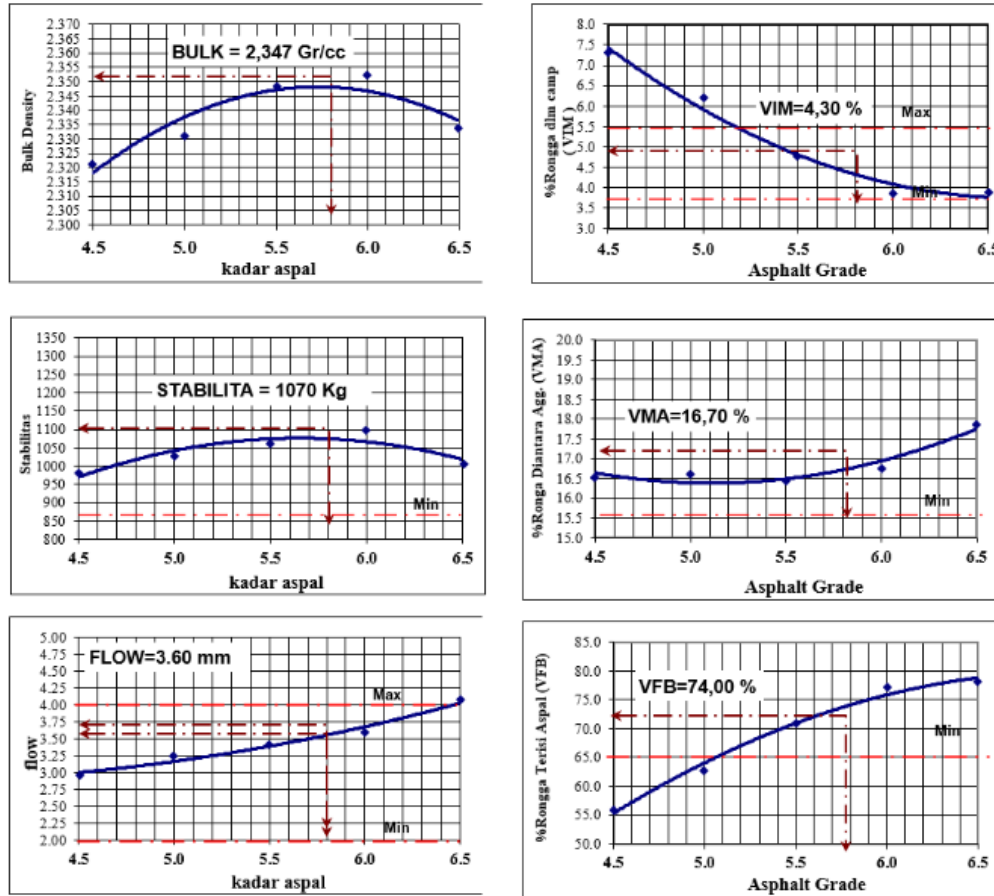 2.370
2.365
2.360
2.355
2.350
2.345
2.340
2.335
2.330
2.325
2.320
2.315
2.310
2.305
2.300
Bulk Density
BULK = 2,347 Gr/cc
4.5 5.0 5.5 6.0 6.5
kadar aspal
8.0
7.5
7.0
6.5
6.0
5.5
5.0
4.5
4.0
3.5
3.0
%Rongga dlm camp
( VIM )
VIM=4,30 %
Max
Min
4.5 5.0 5.5 6.0 6.5
Asphalt Grade
1350
1300
1250
1200
1150
1100
1050
1000
950
900
850
800
Stabilitas
STABILITA = 1070 Kg
Min
4.5 5.0 5.5 6.0 6.5
kadar aspal
20.0
19.5
19.0
18.5
18.0
17.5
17.0
16.5
16.0
15.5
15.0
%Ronga Diantara Agg. (VMA)
VMA=16,70 %
Min
4.5 5.0 5.5 6.0 6.5
Asphalt Grade
5.00
4.75
4.50
4.25
4.00
3.75
3.50
3.25
3.00
2.75
2.50
2.25
2.00
flow
FLOW=3.60 mm
Max
Min
4.5 5.0 5.5 6.0 6.5
kadar aspal
85.0
80.0
75.0
70.0
65.0
60.0
55.0
50.0
%Rongga Terisi Aspal (VFB)
VFB=74,00 %
Min
4.5 5.0 5.5 6.0 6.5
Asphalt Grade